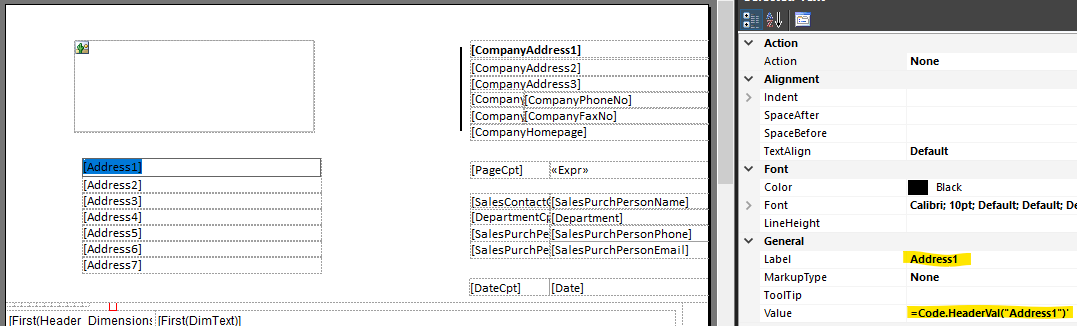 [CompanyAddress1]
[CompanyAddress2]
[CompanyAddress3]
[Company[CompanyPhoneNo]
[Company[CompanyFaxNo]
[CompanyHomepage]
[Address1]
[Address2]
[Address3]
[Address4]
[Address5]
[Address6]
[Address7]
[PageCpt] «Expr»
[SalesContact [SalesPurchPersonName]
[DepartmentCp[Department]
[SalesPurchPe[SalesPurchPersonPhone]
[SalesPurchPe[SalesPurchPersonEmail]
[DateCpt] [Date]
[First(Header_Dimensions [First(DimText)]
Action
Action None
Alignment
Indent
SpaceAfter
SpaceBefore
TextAlign Default
Font
Color Black
Font Calibri; 10pt; Default; Default; De
LineHeight
General
Label Address1
MarkupType None
ToolTip
Value =Code.HeaderVal("Address1")'